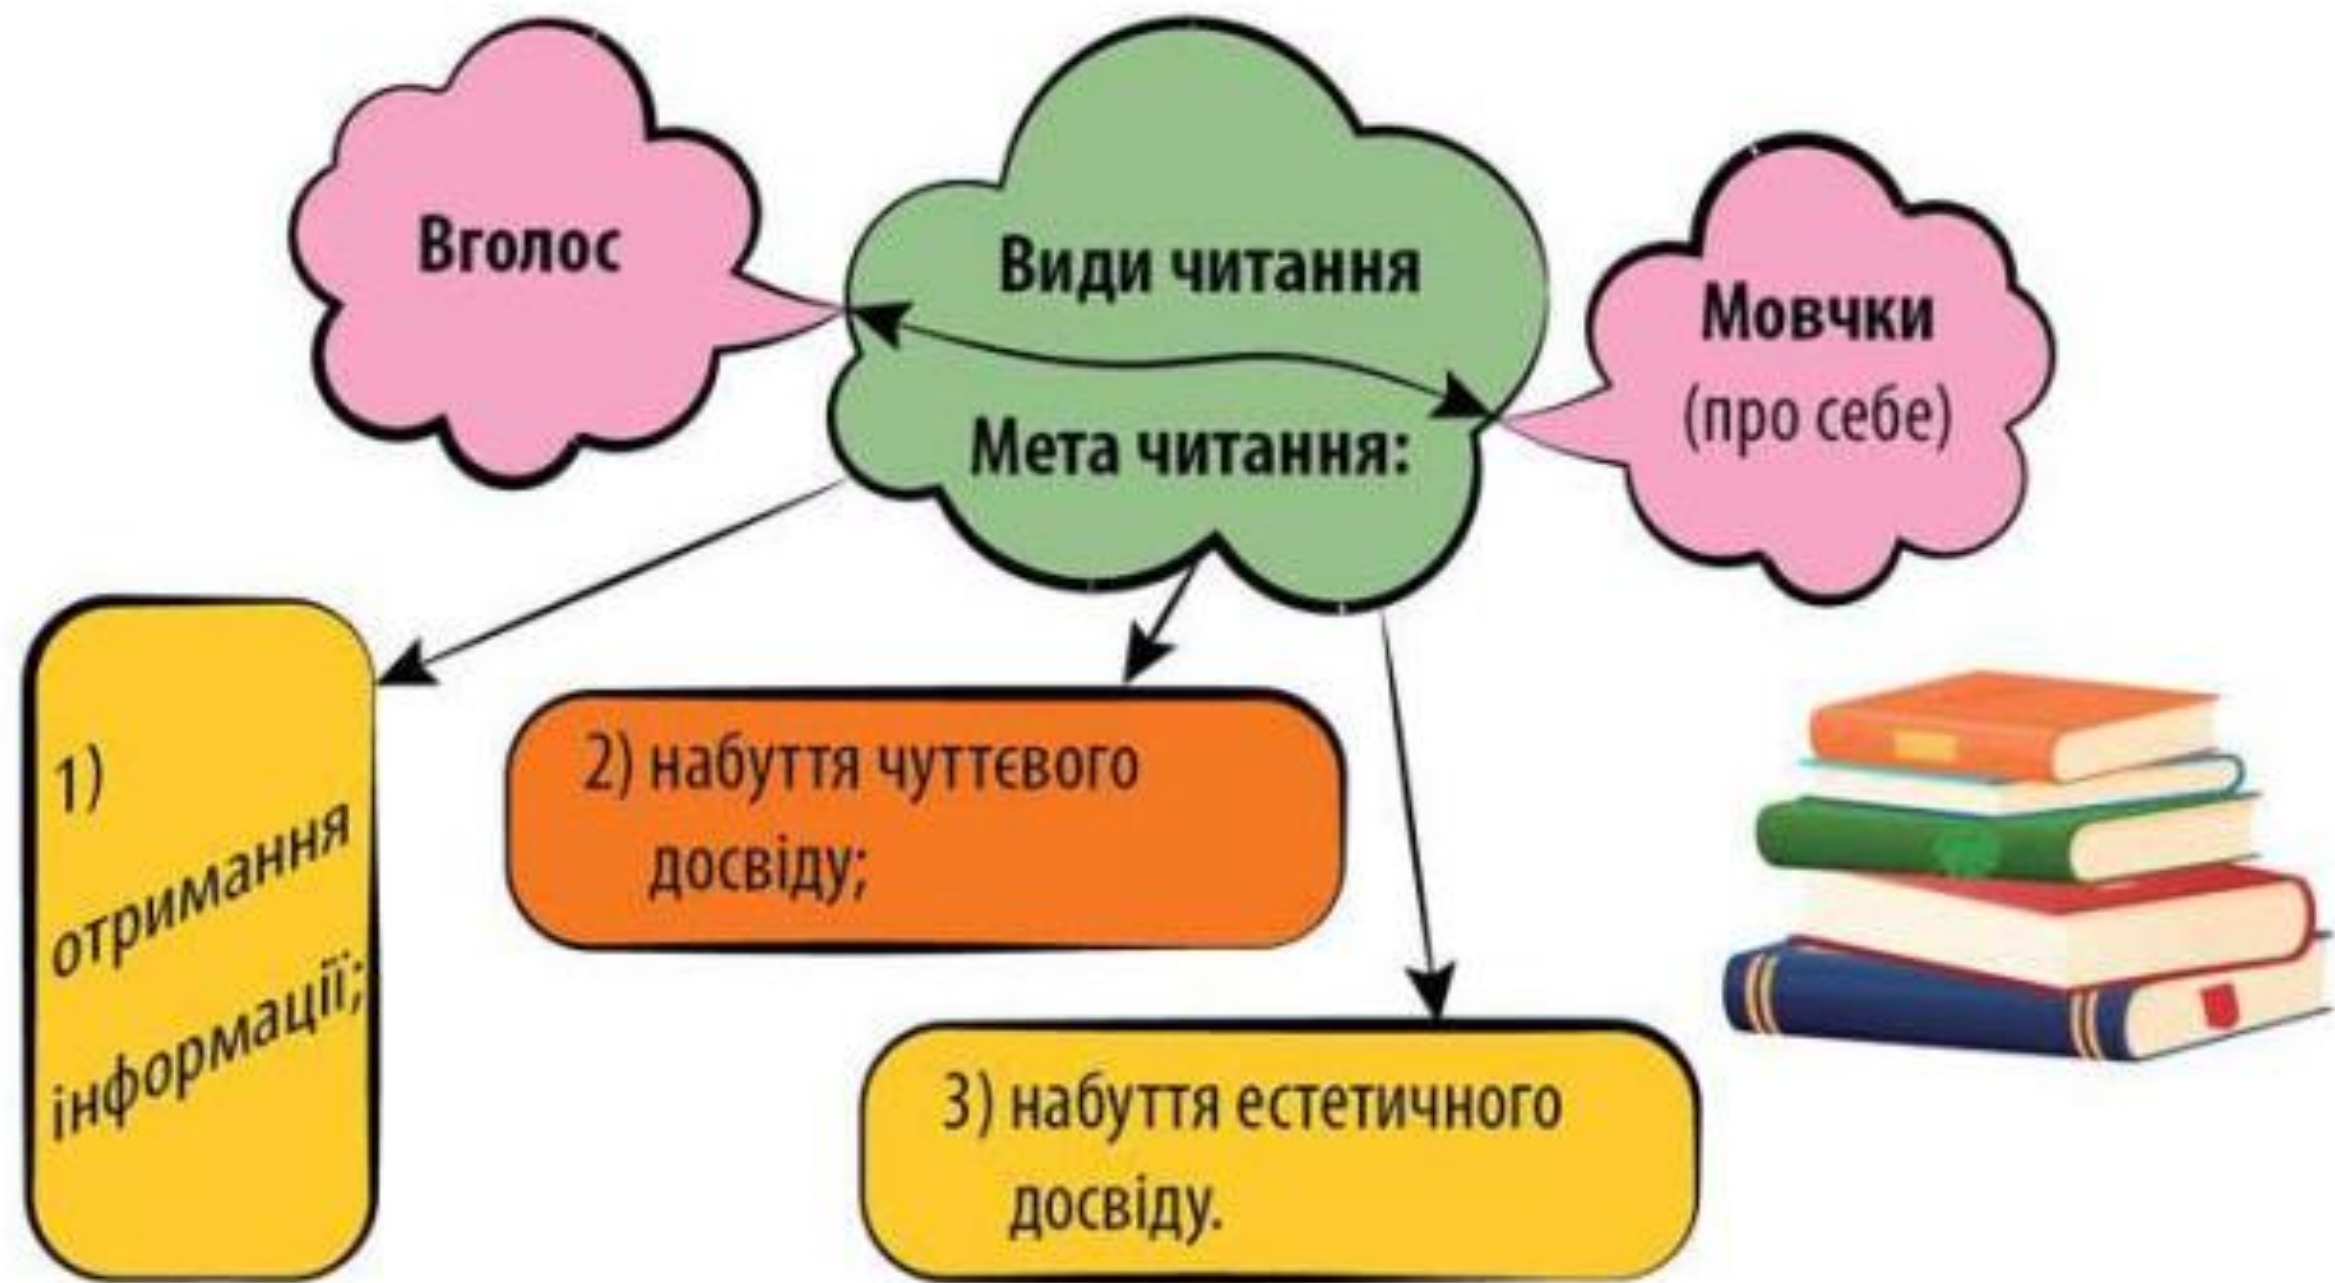 Вголос
Види читання
Мовчки
(про себе)
Мета читання:
1)
отримання
інформації;
2) набуття чуттєвого
досвіду;
3) набуття естетичного
досвіду.